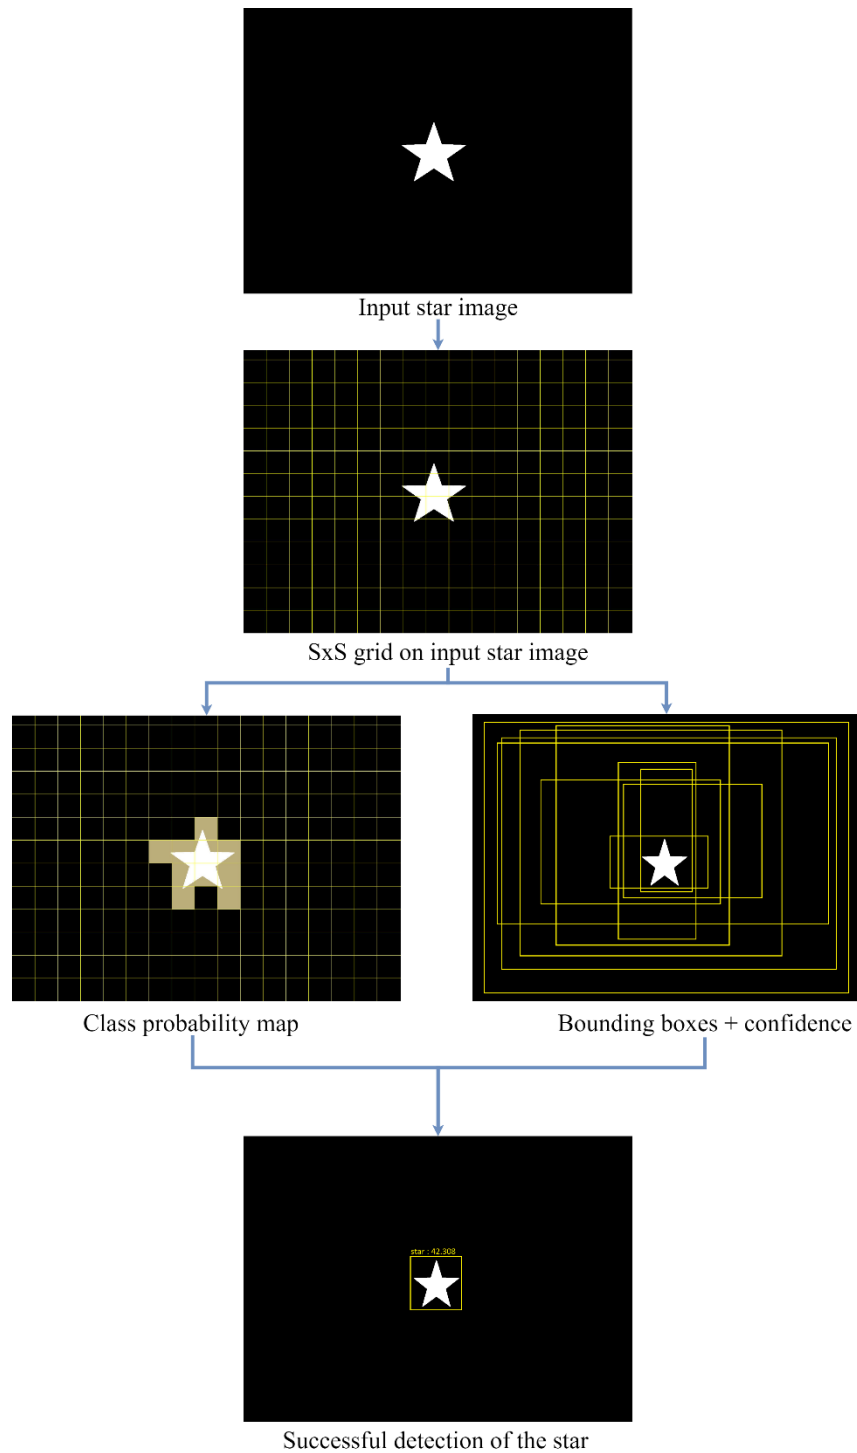 Input star image
SxS grid on input star image
Class probability map
Bounding boxes + confidence
star : 42.308
Successful detection of the star